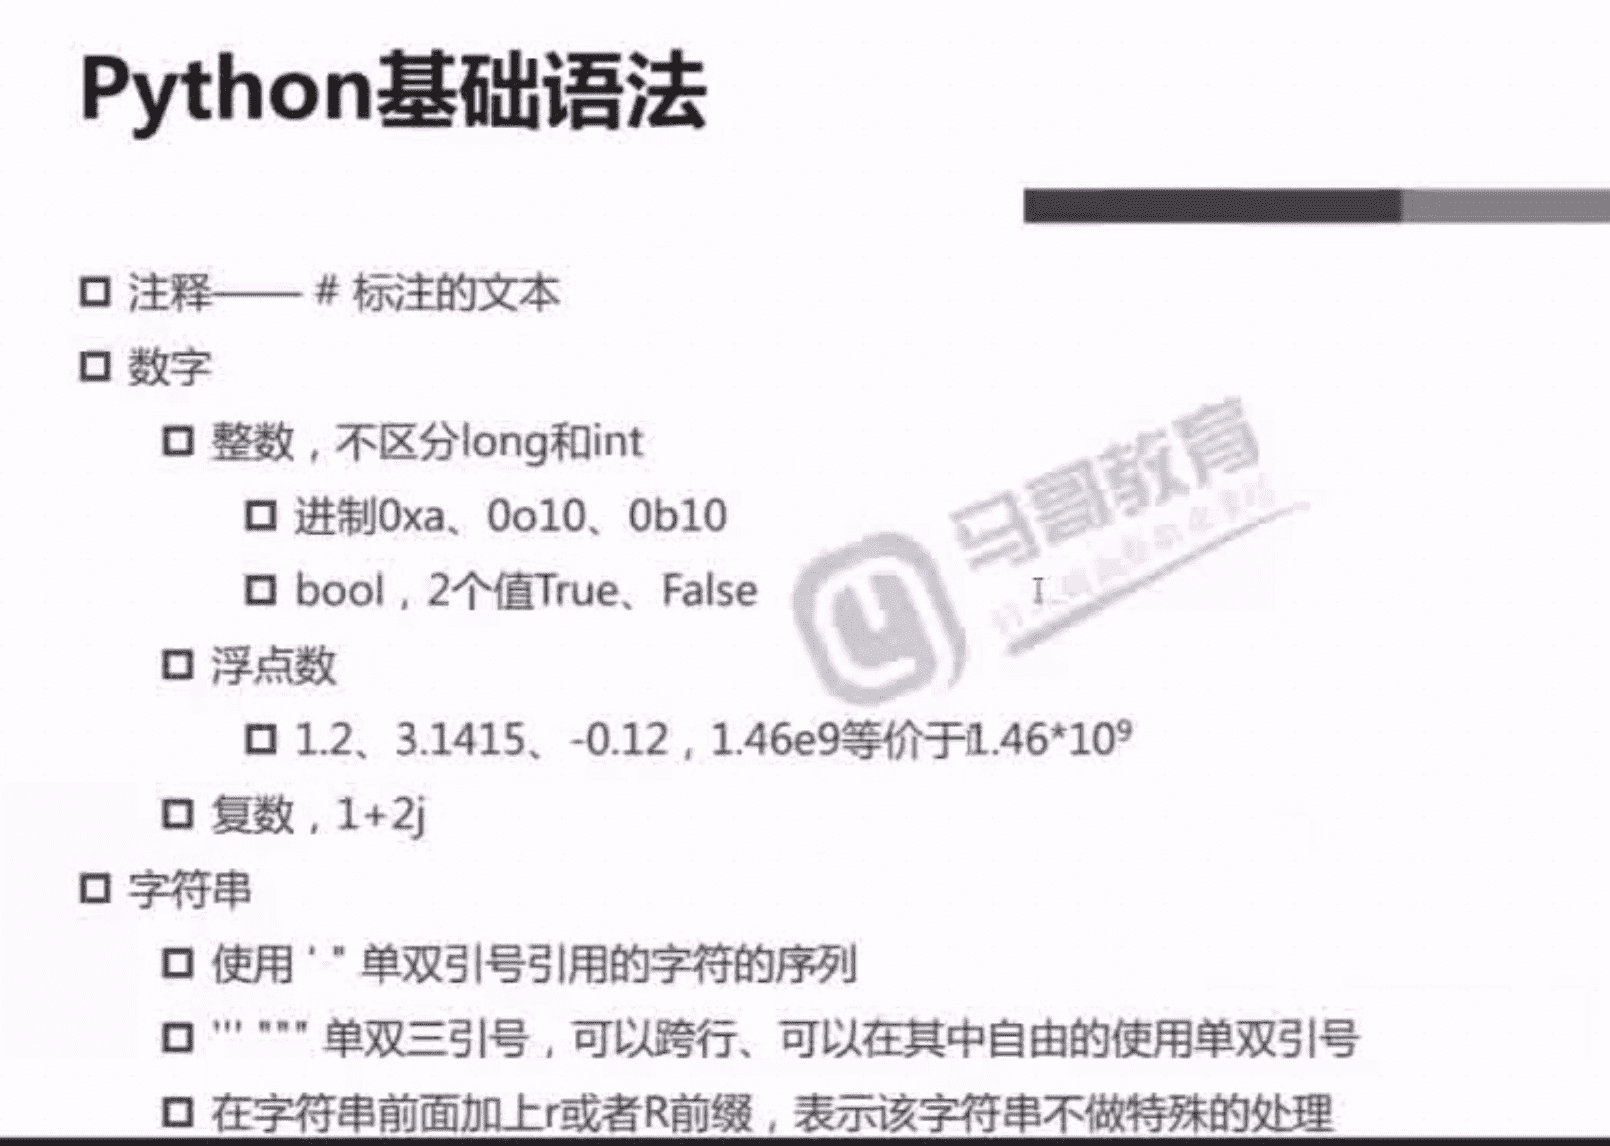 Python基础语法
注释—— # 标注的文本
数字
整数，不区分long和int
进制0xa、0o10、0b10
bool，2个值True、False
浮点数
1.2、3.1415、-0.12，1.46e9等价于1.46*10⁹
复数，1+2j
字符串
使用 ' " 单双引号引用的字符的序列
''' """ 单双三引号，可以跨行、可以在其中自由的使用单双引号
在字符串前面加上r或者R前缀，表示该字符串不做特殊的处理
马哥教育